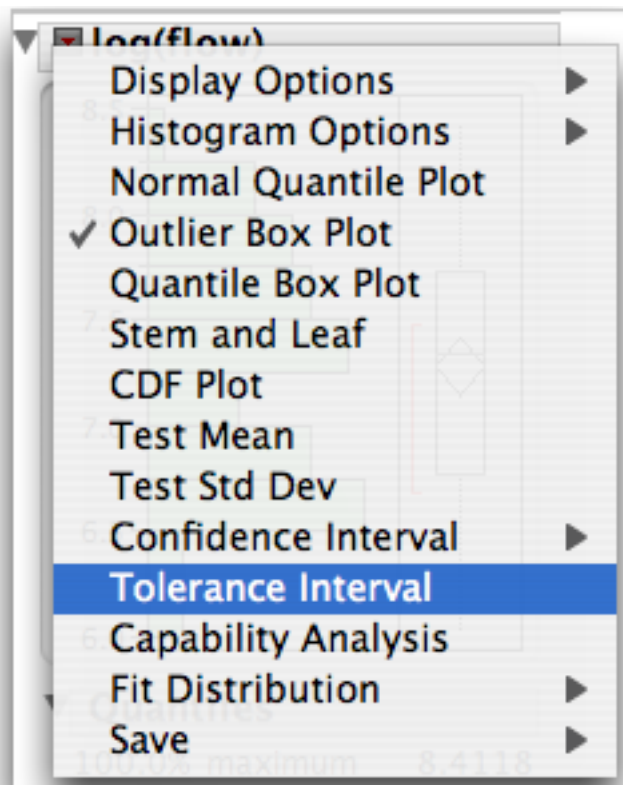 log(flow)
Display Options
Histogram Options
Normal Quantile Plot
✓ Outlier Box Plot
Quantile Box Plot
Stem and Leaf
CDF Plot
Test Mean
Test Std Dev
Confidence Interval
Tolerance Interval
Capability Analysis
Fit Distribution
Save
Quantiles
100.0% maximum 8.4118